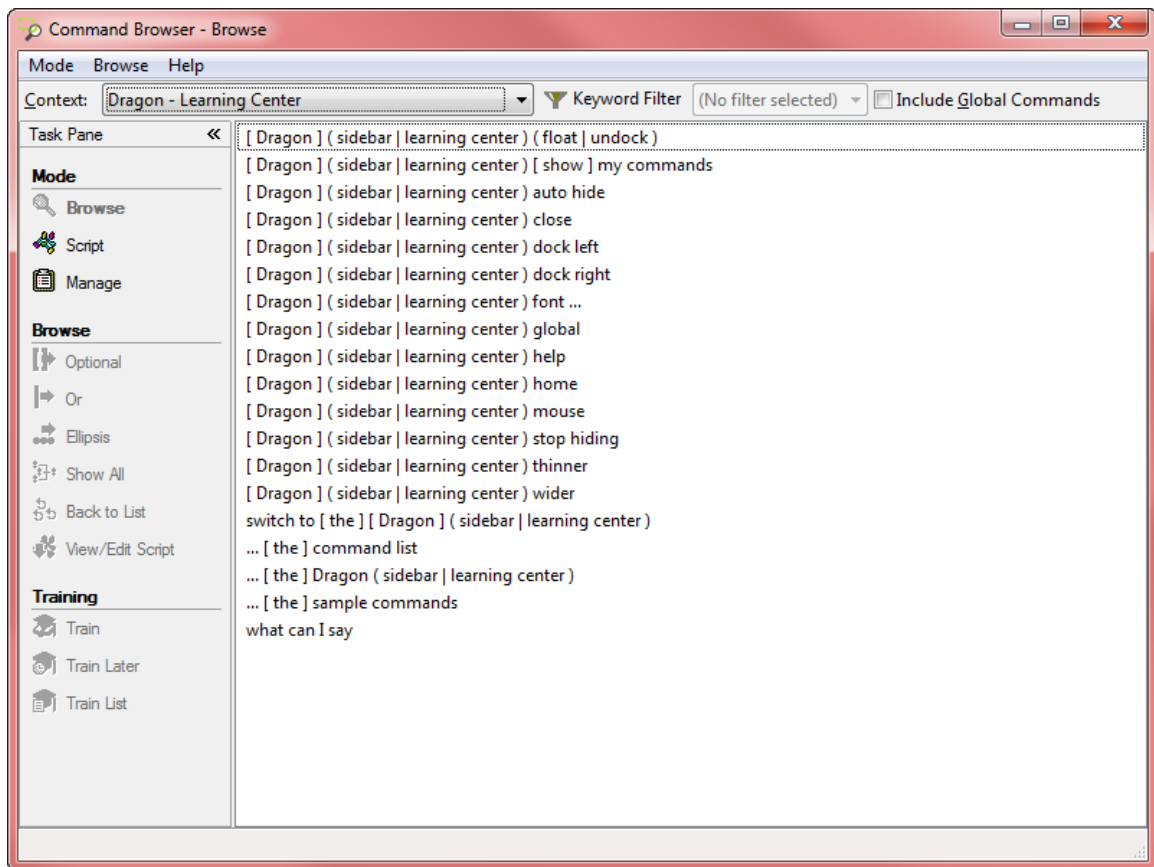 Command Browser - Browse
Mode Browse Help
Context: Dragon - Learning Center Keyword Filter (No filter selected) Include Global Commands
Task Pane «
Mode
Browse
Script
Manage
Browse
Optional
Or
Ellipsis
Show All
Back to List
View/Edit Script
Training
Train
Train Later
Train List
[ Dragon ] ( sidebar | learning center ) ( float | undock )
[ Dragon ] ( sidebar | learning center ) [ show ] my commands
[ Dragon ] ( sidebar | learning center ) auto hide
[ Dragon ] ( sidebar | learning center ) close
[ Dragon ] ( sidebar | learning center ) dock left
[ Dragon ] ( sidebar | learning center ) dock right
[ Dragon ] ( sidebar | learning center ) font ...
[ Dragon ] ( sidebar | learning center ) global
[ Dragon ] ( sidebar | learning center ) help
[ Dragon ] ( sidebar | learning center ) home
[ Dragon ] ( sidebar | learning center ) mouse
[ Dragon ] ( sidebar | learning center ) stop hiding
[ Dragon ] ( sidebar | learning center ) thinner
[ Dragon ] ( sidebar | learning center ) wider
switch to [ the ] [ Dragon ] ( sidebar | learning center )
... [ the ] command list
... [ the ] Dragon ( sidebar | learning center )
... [ the ] sample commands
what can I say